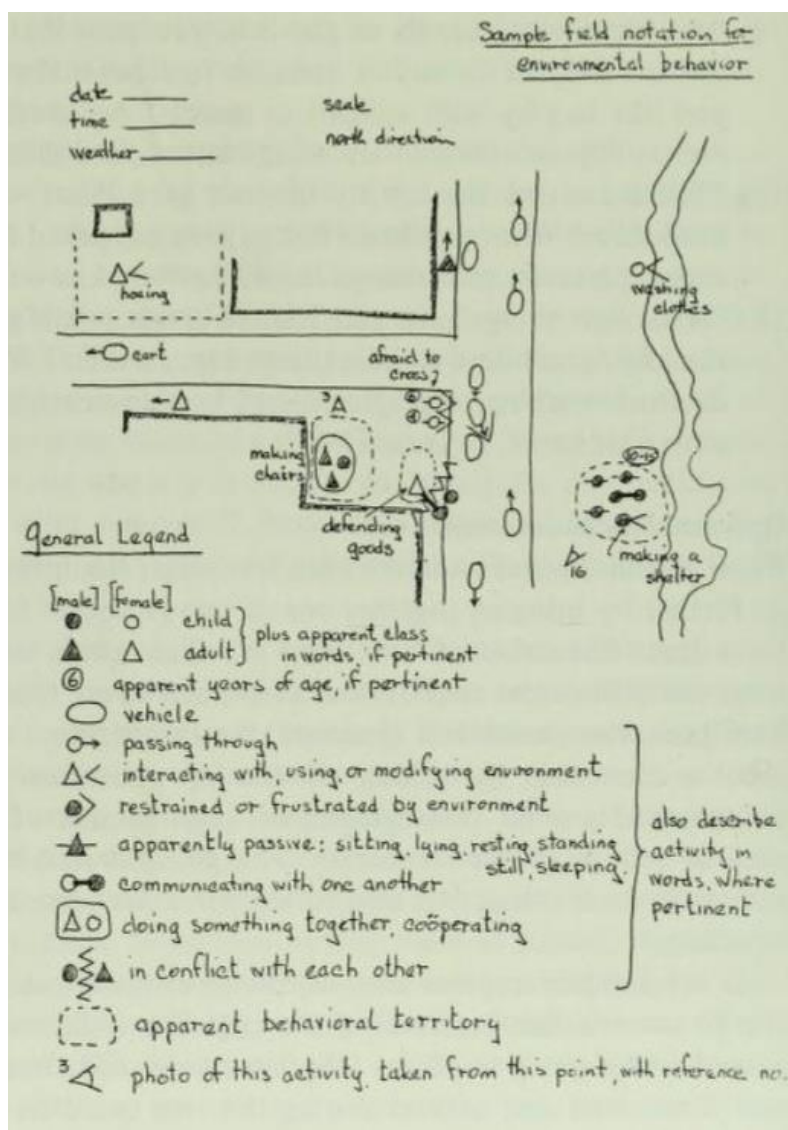 Sample field notation for
environmental behavior
date
time
weather
scale
north direction
hoeing
washing
clothes
cart
afraid to
cross?
6
4
3
making
chairs
defending
goods
10-12
making a
shelter
16
General Legend
[male] [female]
child
adult
plus apparent class
in words, if pertinent
6 apparent years of age, if pertinent
vehicle
passing through
interacting with, using, or modifying environment
restrained or frustrated by environment
apparently passive: sitting, lying, resting, standing
still, sleeping.
communicating with one another
doing something together, coöperating
in conflict with each other
also describe
activity in
words, where
pertinent
apparent behavioral territory
3 photo of this activity, taken from this point, with reference no.